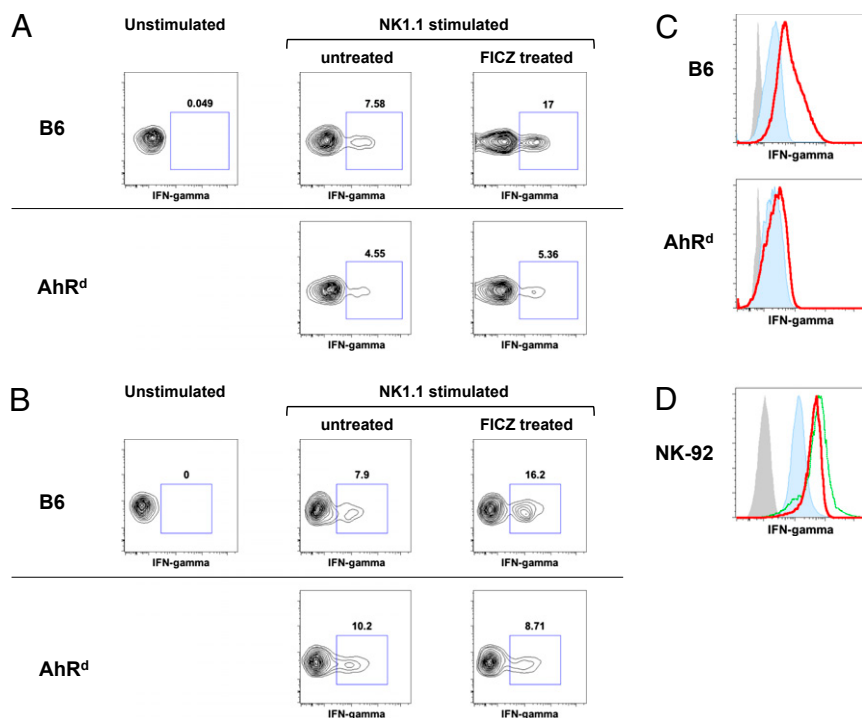 A
Unstimulated
NK1.1 stimulated
untreated
FICZ treated
B6
0.049
7.58
17
IFN-gamma
IFN-gamma
IFN-gamma
AhRᵈ
4.55
5.36
IFN-gamma
IFN-gamma
B
Unstimulated
NK1.1 stimulated
untreated
FICZ treated
B6
0
7.9
16.2
IFN-gamma
IFN-gamma
IFN-gamma
AhRᵈ
10.2
8.71
IFN-gamma
IFN-gamma
C
B6
IFN-gamma
AhRᵈ
IFN-gamma
D
NK-92
IFN-gamma